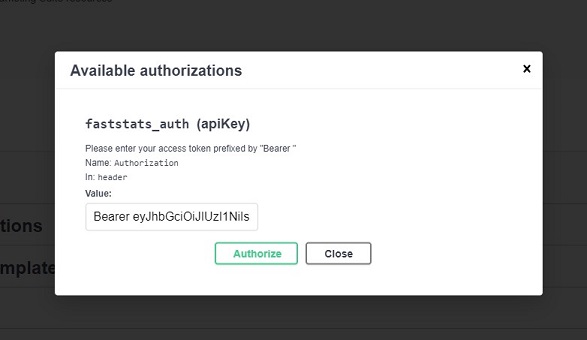 Available authorizations
×
faststats_auth (apiKey)
Please enter your access token prefixed by "Bearer "
Name: Authorization
In: header
Value:
Bearer eyJhbGciOiJIUzI1NiIs
Authorize
Close
tions
mplate